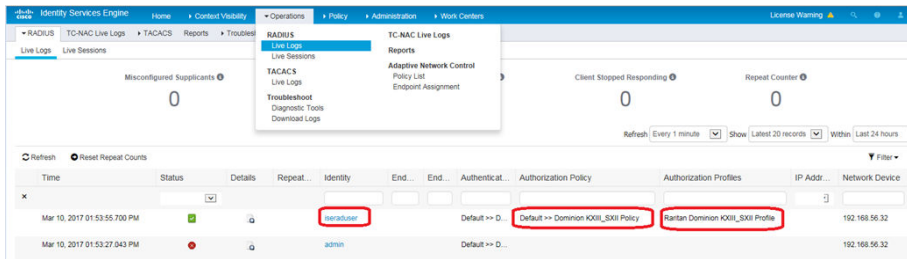 cisco Identity Services Engine Home Context Visibility Operations Policy Administration Work Centers License Warning
RADIUS TC-NAC Live Logs TACACS Reports Troublesh
Live Logs Live Sessions
RADIUS
Live Logs
Live Sessions
TACACS
Live Logs
Troubleshoot
Diagnostic Tools
Download Logs
TC-NAC Live Logs
Reports
Adaptive Network Control
Policy List
Endpoint Assignment
Misconfigured Supplicants Client Stopped Responding Repeat Counter
0 0 0
Refresh Every 1 minute Show Latest 20 records Within Last 24 hours
Refresh Reset Repeat Counts Filter
Time Status Details Repeat... Identity End... End... Authenticat... Authorization Policy Authorization Profiles IP Addr... Network Device
Mar 10, 2017 01:53:55.700 PM iseraduser Default >> D... Default >> Dominion KXIII_SXII Policy Raritan Dominion KXIII_SXII Profile 192.168.56.32
Mar 10, 2017 01:53:27.043 PM admin Default >> D... 192.168.56.32